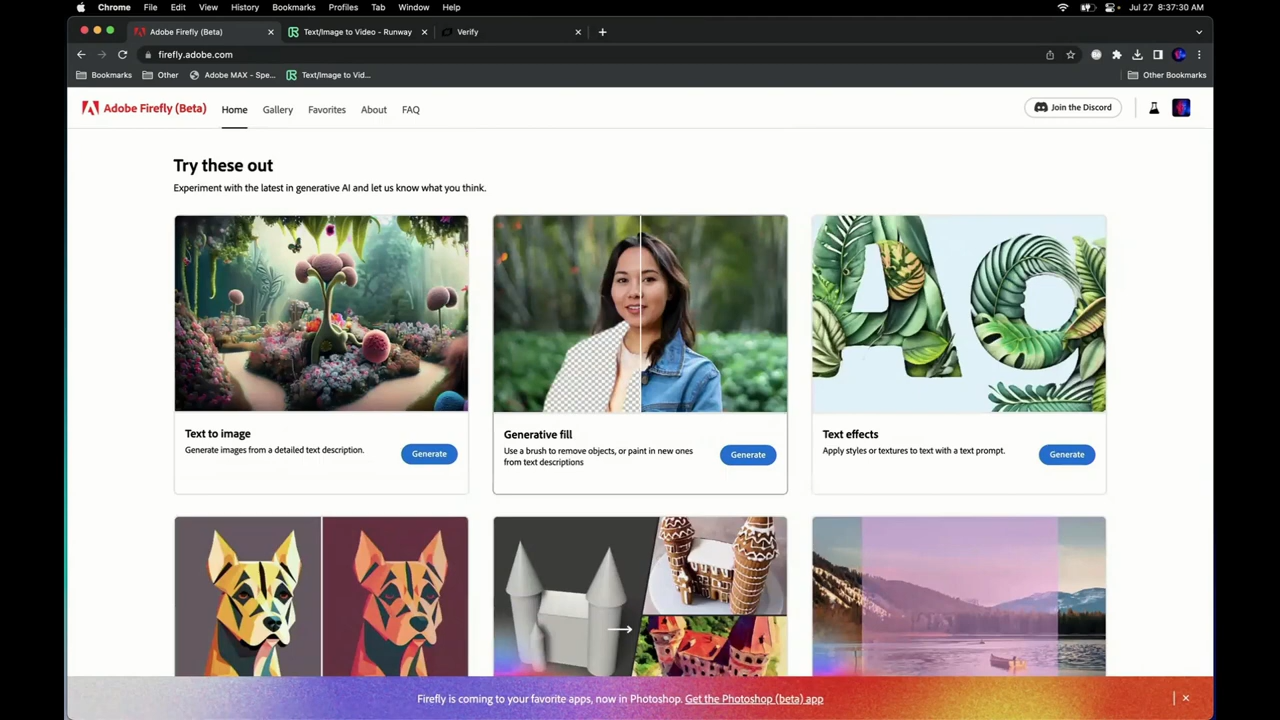 Chrome File Edit View History Bookmarks Profiles Tab Window Help Jul 27 8:37:30 AM
Adobe Firefly (Beta) Text/Image to Video - Runway Verify
firefly.adobe.com
Bookmarks Other Adobe MAX - Spe... Text/Image to Vid... Other Bookmarks
Adobe Firefly (Beta) Home Gallery Favorites About FAQ Join the Discord
Try these out
Experiment with the latest in generative AI and let us know what you think.
Ag
Text to image
Generate images from a detailed text description.
Generate
Generative fill
Use a brush to remove objects, or paint in new ones
from text descriptions
Generate
Text effects
Apply styles or textures to text with a text prompt.
Generate
Firefly is coming to your favorite apps, now in Photoshop. Get the Photoshop (beta) app